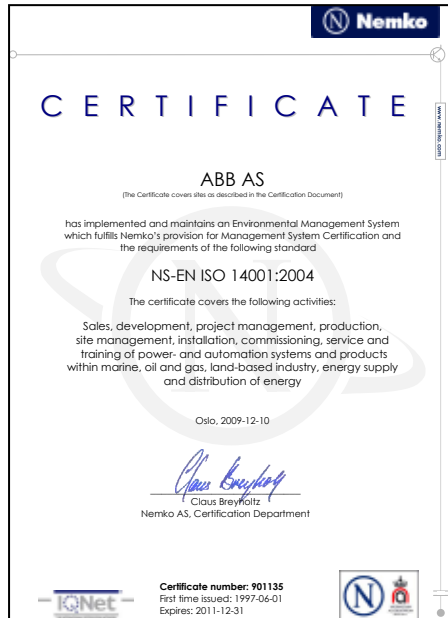 N Nemko
CERTIFICATE
www.nemko.com
ABB AS
(The Certificate covers sites as described in the Certification Document)
has implemented and maintains an Environmental Management System
which fulfills Nemko's provision for Management System Certification and
the requirements of the following standard
NS-EN ISO 14001:2004
The certificate covers the following activities:
Sales, development, project management, production,
site management, installation, commissioning, service and
training of power- and automation systems and products
within marine, oil and gas, land-based industry, energy supply
and distribution of energy
Oslo, 2009-12-10
Claus Breyholtz
Claus Breyholtz
Nemko AS, Certification Department
IQNet
Certificate number: 901135
First time issued: 1997-06-01
Expires: 2011-12-31
N